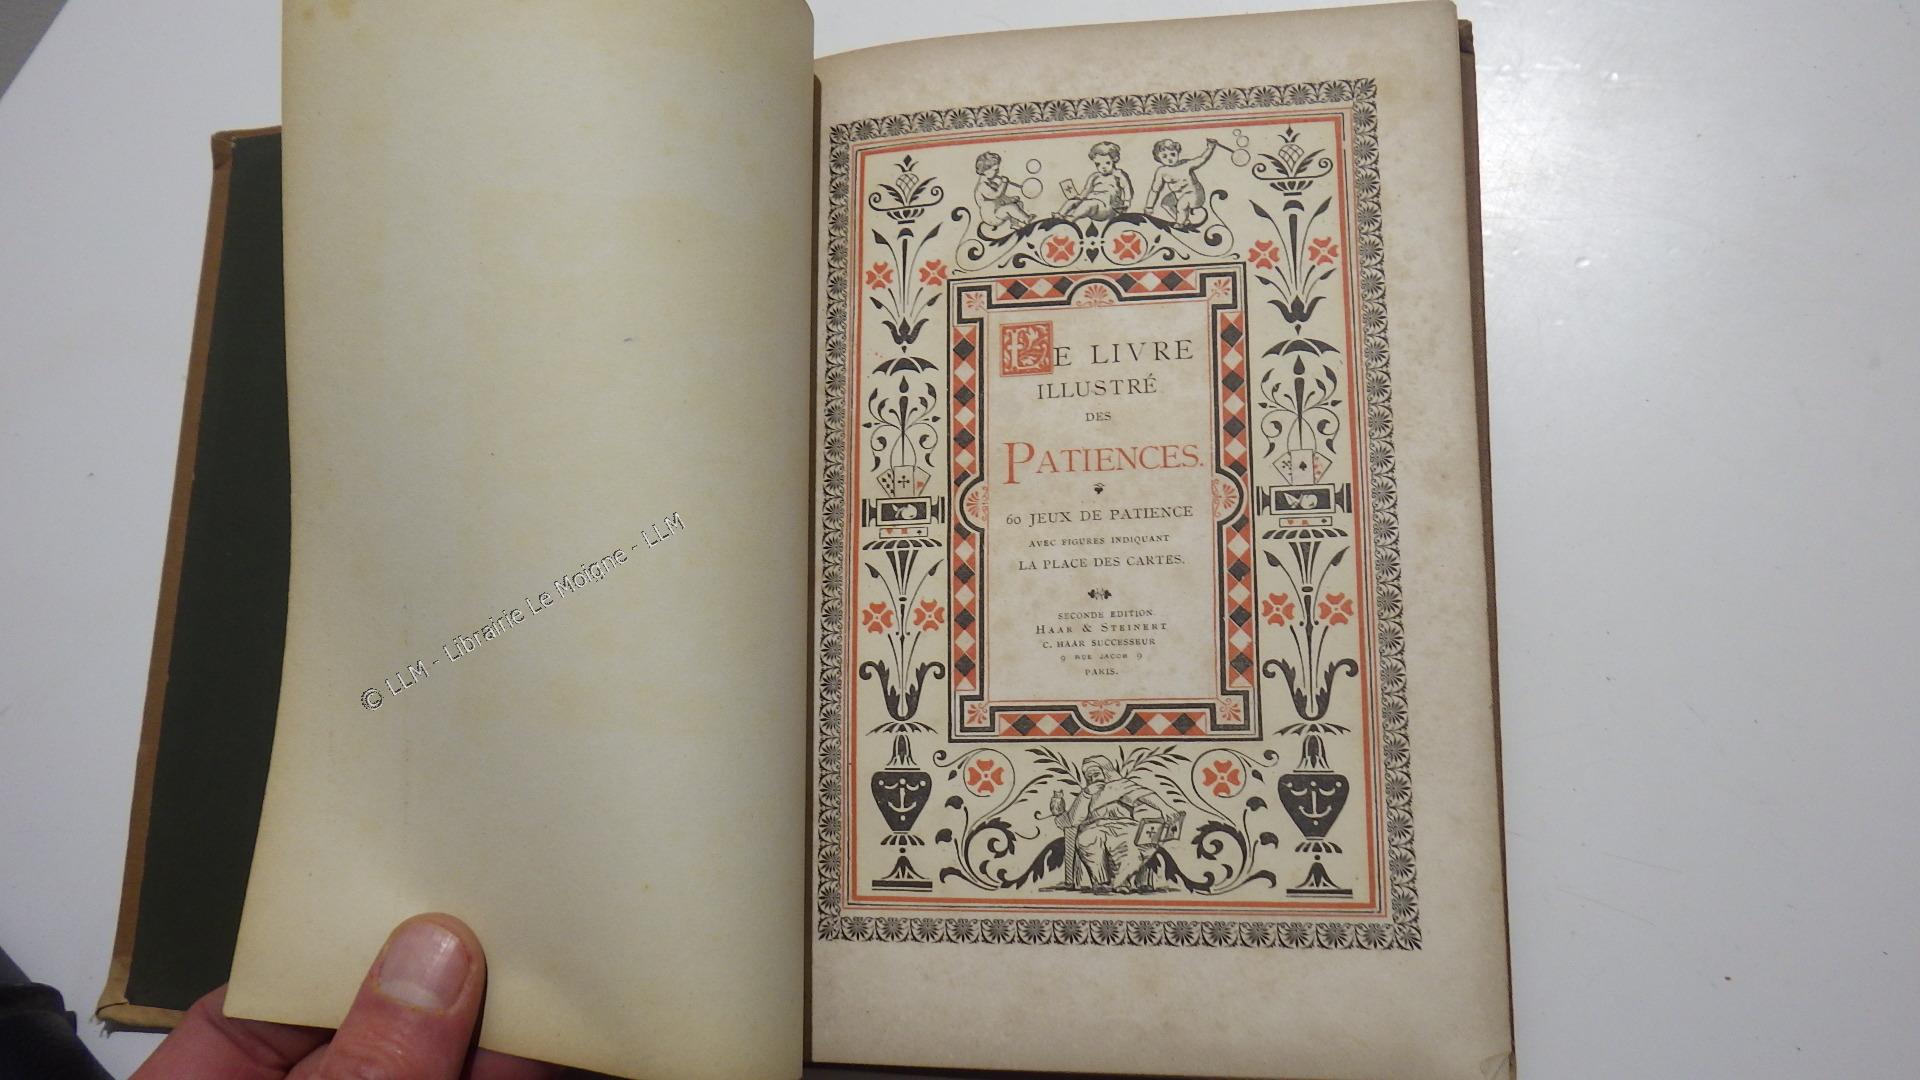 © LLM - Librairie Le Moigne - LLM
LE LIVRE
ILLUSTRÉ
DES
PATIENCES.
60 JEUX DE PATIENCE
AVEC FIGURES INDIQUANT
LA PLACE DES CARTES.
SECONDE EDITION.
HAAR & STEINERT
C. HAAR SUCCESSEUR
9 RUE JACOB 9
PARIS.